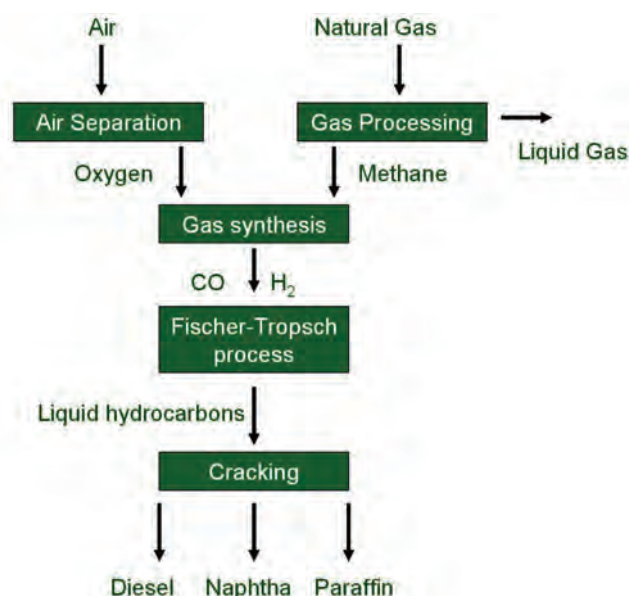 Air
Natural Gas
Air Separation
Gas Processing
Liquid Gas
Oxygen
Methane
Gas synthesis
CO H₂
Fischer-Tropsch
process
Liquid hydrocarbons
Cracking
Diesel Naphtha Paraffin